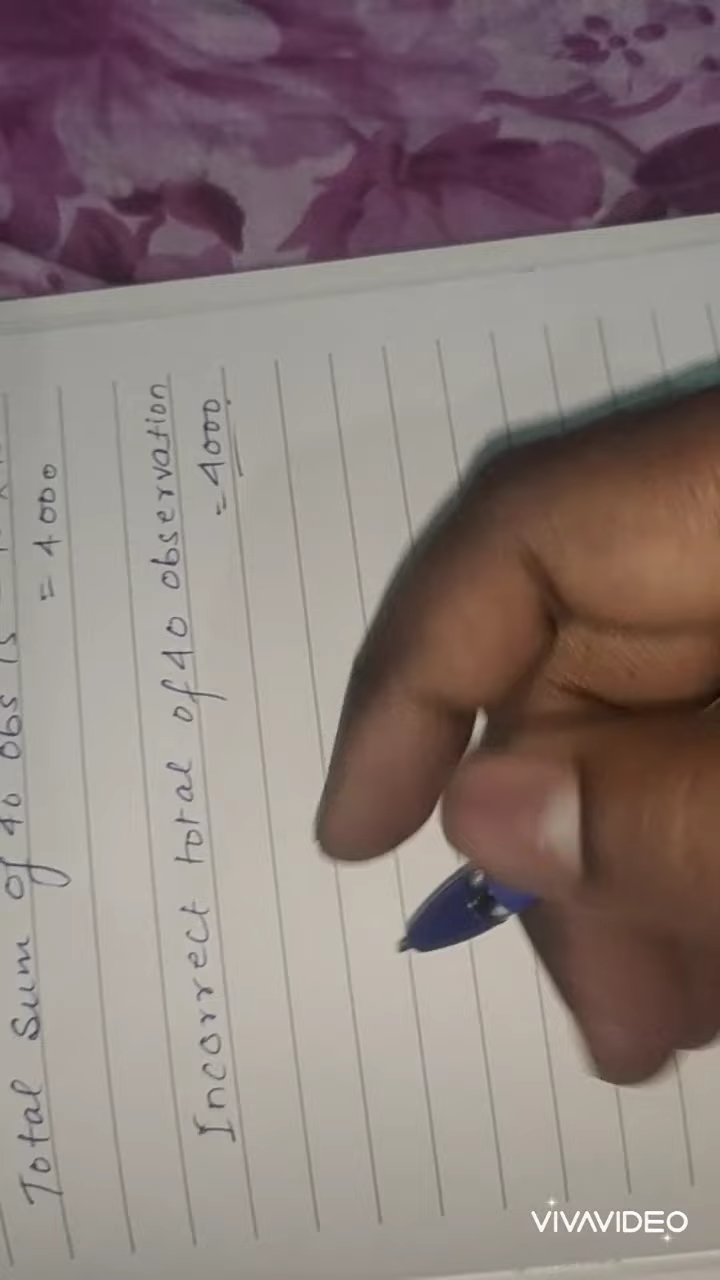 Total Sum of 40 obs is
= 4000
Incorrect total of 40 observation
= 4000
VIVAVIDEO